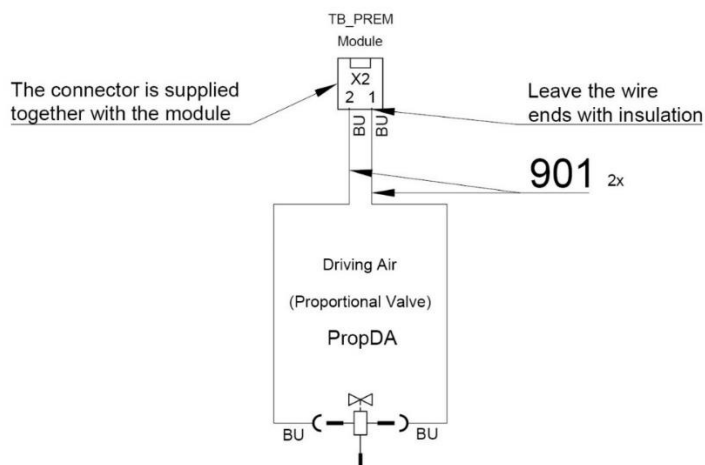 TB_PREM
Module
X2
2 1
The connector is supplied
together with the module
Leave the wire
ends with insulation
BU
BU
901 2x
Driving Air
(Proportional Valve)
PropDA
BU
BU